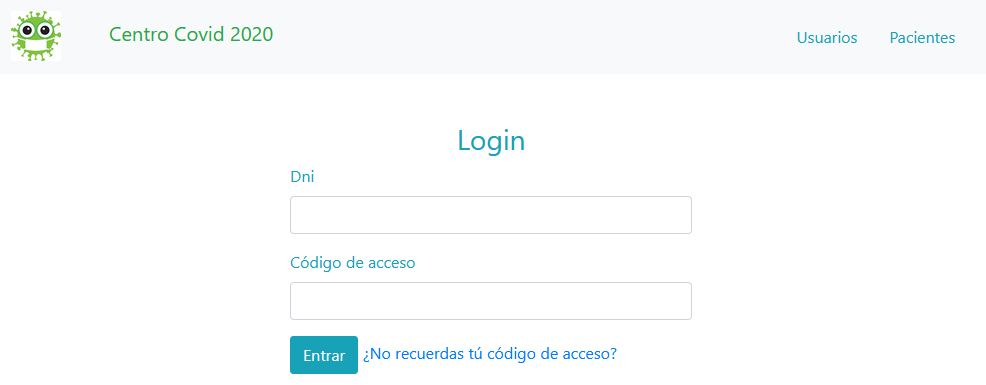 Centro Covid 2020
Usuarios Pacientes
Login
Dni
Código de acceso
Entrar ¿No recuerdas tú código de acceso?